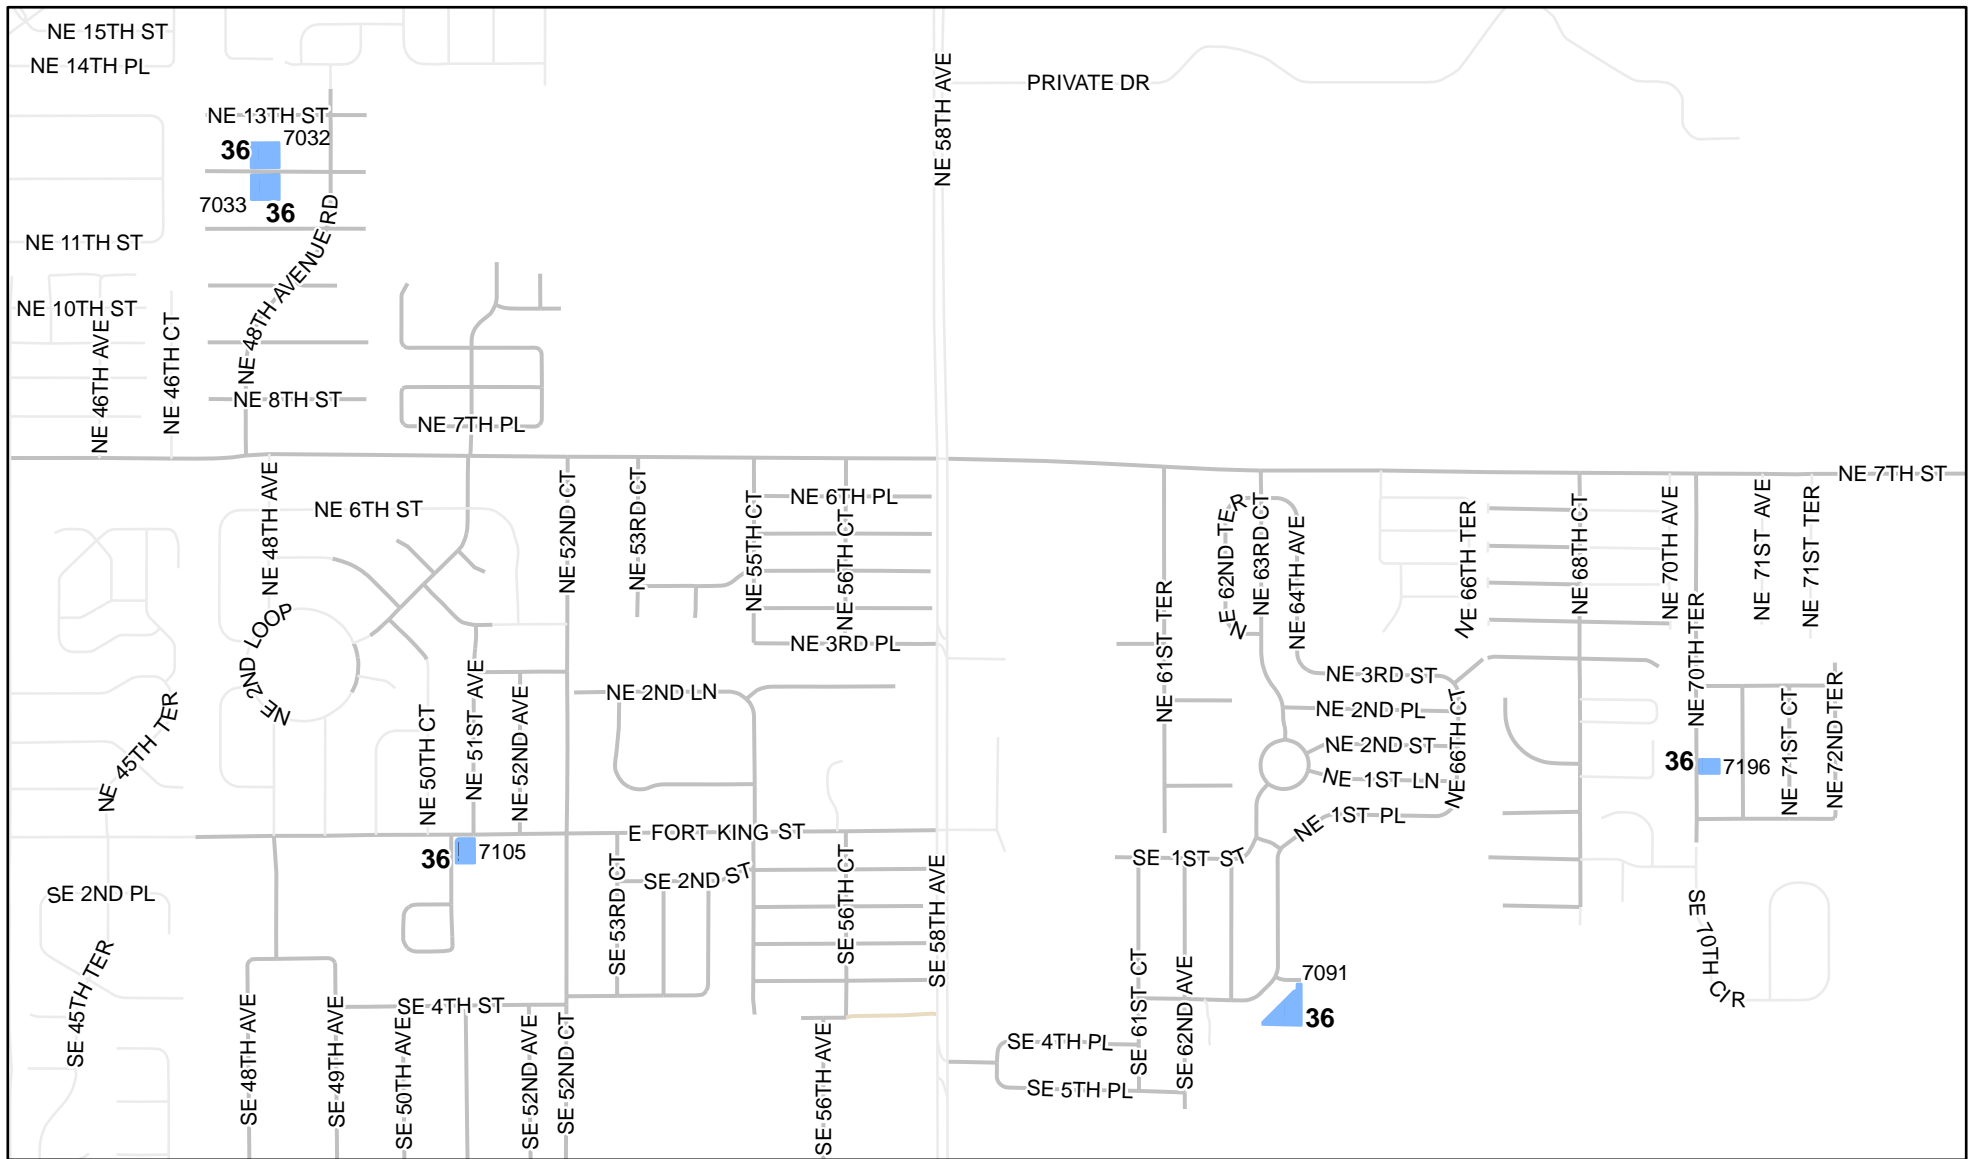 NE 15TH ST
NE 14TH PL
NE 58TH AVE
PRIVATE DR
NE 13TH ST
7032
36
7033
36
NE 48TH AVENUE RD
NE 11TH ST
NE 10TH ST
NE 46TH AVE
NE 46TH CT
NE 8TH ST
NE 7TH PL
NE 7TH ST
NE 48TH AVE
NE 6TH ST
NE 52ND CT
NE 53RD CT
NE 55TH CT
NE 6TH PL
NE 56TH CT
NE 3RD PL
NE 61ST TER
NE 62ND TER
NE 63RD CT
NE 64TH AVE
NE 66TH TER
NE 68TH CT
NE 70TH AVE
NE 70TH TER
NE 71ST AVE
NE 71ST TER
NE 2ND LOOP
NE 45TH TER
NE 50TH CT
NE 51ST AVE
NE 52ND AVE
NE 2ND LN
NE 3RD ST
NE 2ND PL
NE 2ND ST
NE 1ST LN
NE 1ST PL
NE 66TH CT
36
7196
NE 71ST CT
NE 72ND TER
E FORT KING ST
36
7105
SE 1ST ST
SE 2ND PL
SE 2ND ST
SE 53RD CT
SE 56TH CT
SE 58TH AVE
SE 70TH CIR
SE 45TH TER
SE 4TH ST
SE 48TH AVE
SE 49TH AVE
SE 50TH AVE
SE 52ND AVE
SE 52ND CT
SE 56TH AVE
SE 61ST CT
SE 62ND AVE
7091
36
SE 4TH PL
SE 5TH PL